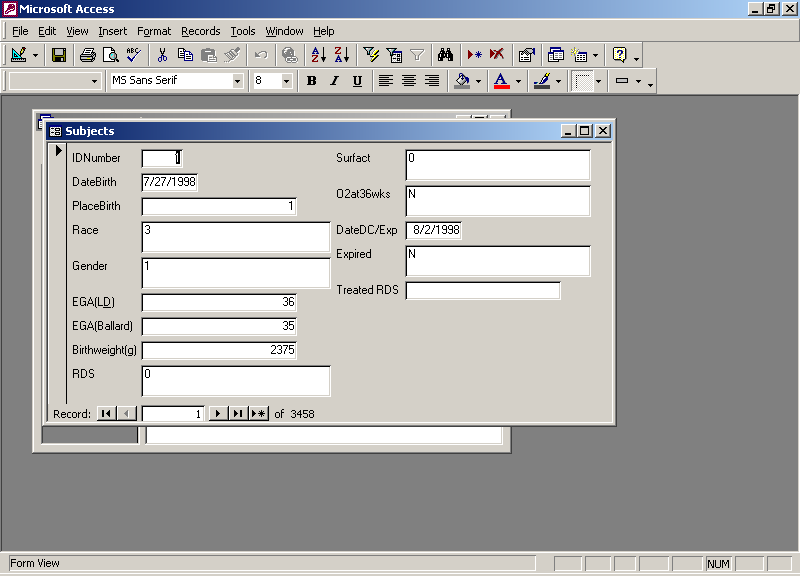 Microsoft Access
File Edit View Insert Format Records Tools Window Help
MS Sans Serif 8 B I U A
Subjects
IDNumber 1
DateBirth 7/27/1998
PlaceBirth 1
Race 3
Gender 1
EGA(LD) 36
EGA(Ballard) 35
Birthweight(g) 2375
RDS 0
Surfact 0
O2at36wks N
DateDC/Exp 8/2/1998
Expired N
Treated RDS
Record: 1 of 3458
Form View NUM